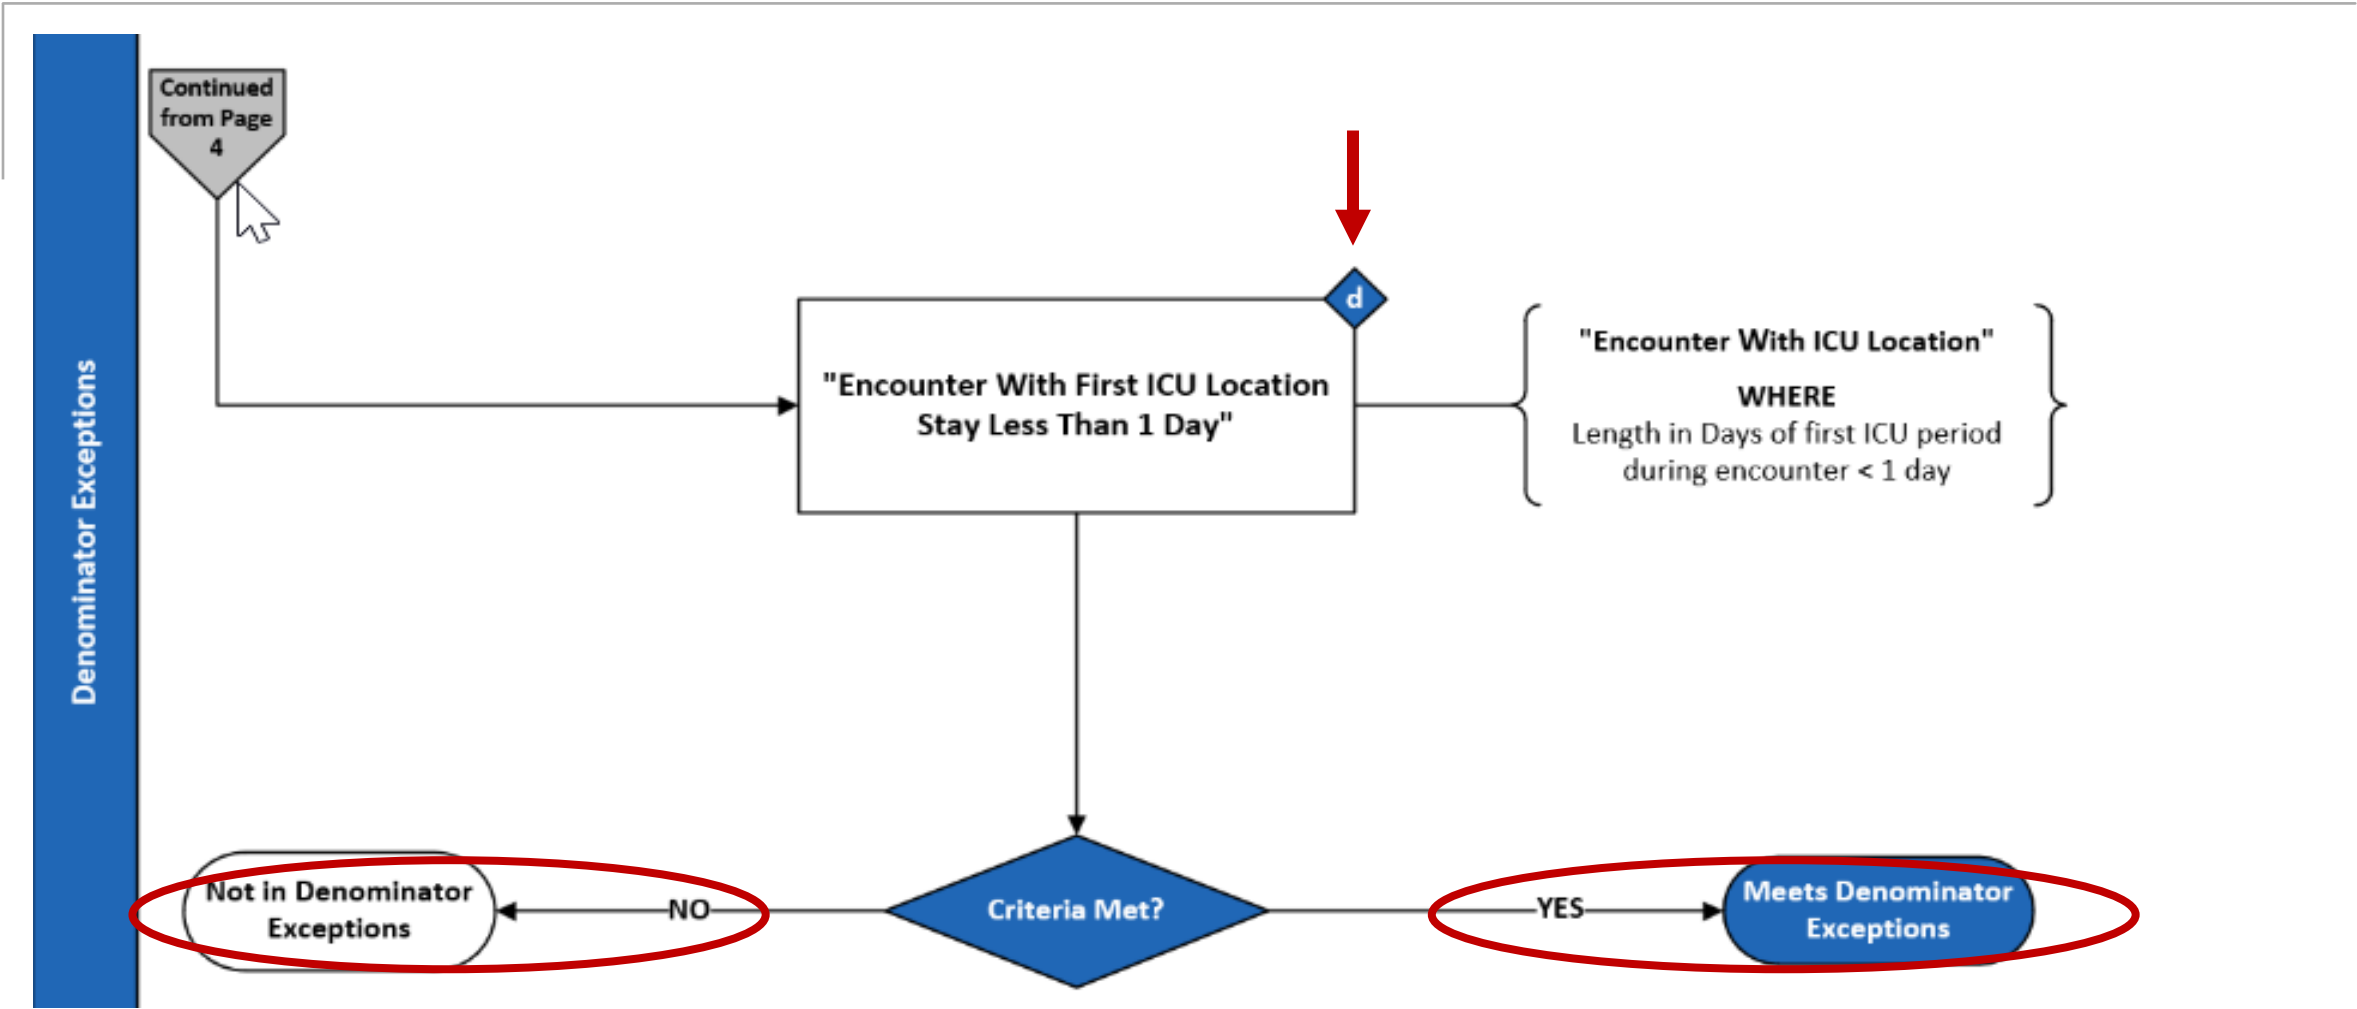 Denominator Exceptions
Continued
from Page
4
d
"Encounter With First ICU Location
Stay Less Than 1 Day"
"Encounter With ICU Location"
WHERE
Length in Days of first ICU period
during encounter < 1 day
Not in Denominator
Exceptions
NO
Criteria Met?
YES
Meets Denominator
Exceptions